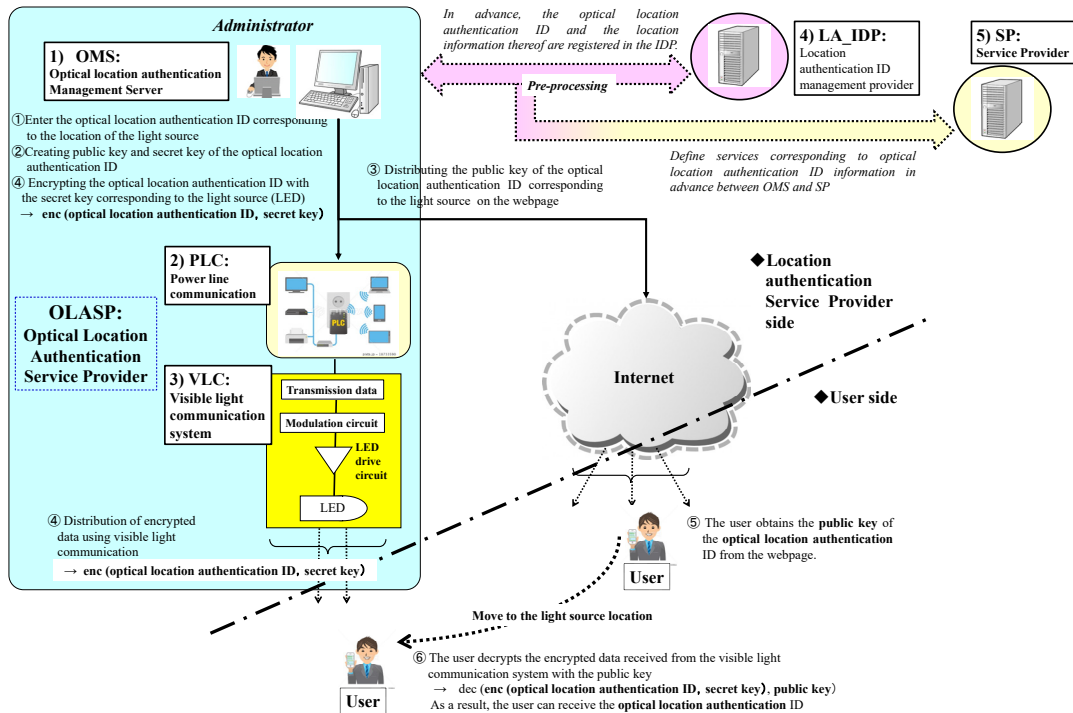 Administrator
1) OMS:
Optical location authentication
Management Server
①Enter the optical location authentication ID corresponding
to the location of the light source
②Creating public key and secret key of the optical location
authentication ID
④ Encrypting the optical location authentication ID with
the secret key corresponding to the light source (LED)
→ enc (optical location authentication ID, secret key)
In advance, the optical location
authentication ID and the location
information thereof are registered in the IDP.
Pre-processing
4) LA_IDP:
Location
authentication ID
management provider
5) SP:
Service Provider
Define services corresponding to optical
location authentication ID information in
advance between OMS and SP
③ Distributing the public key of the optical
location authentication ID corresponding
to the light source on the webpage
2) PLC:
Power line
communication
PLC
OLASP:
Optical Location
Authentication
Service Provider
3) VLC:
Visible light
communication
system
Transmission data
Modulation circuit
LED
drive
circuit
LED
④ Distribution of encrypted
data using visible light
communication
→ enc (optical location authentication ID, secret key)
Internet
◆Location
authentication
Service Provider
side
◆User side
⑤ The user obtains the public key of
the optical location authentication
ID from the webpage.
User
Move to the light source location
User
⑥ The user decrypts the encrypted data received from the visible light
communication system with the public key
→ dec (enc (optical location authentication ID, secret key), public key)
As a result, the user can receive the optical location authentication ID